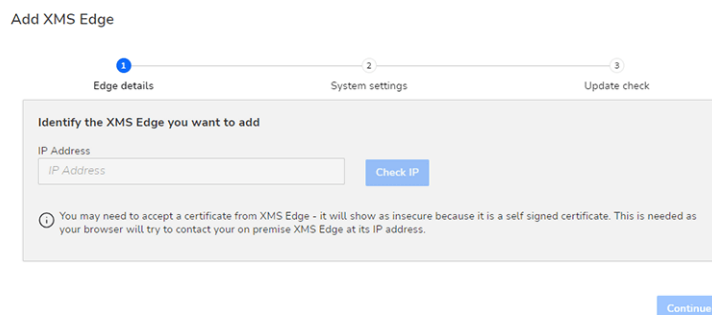 Add XMS Edge
1 2 3
Edge details System settings Update check
Identify the XMS Edge you want to add
IP Address
IP Address Check IP
You may need to accept a certificate from XMS Edge - it will show as insecure because it is a self signed certificate. This is needed as
your browser will try to contact your on premise XMS Edge at its IP address.
Continue